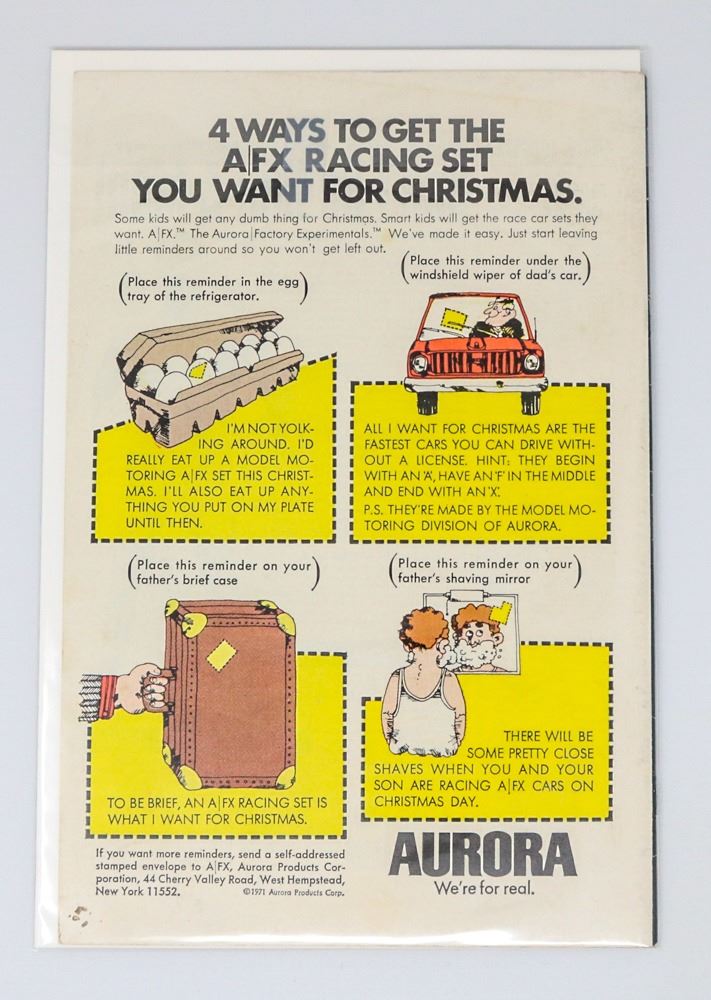 4 WAYS TO GET THE
A|FX RACING SET
YOU WANT FOR CHRISTMAS.
Some kids will get any dumb thing for Christmas. Smart kids will get the race car sets they
want. A|FX.™ The Aurora|Factory Experimentals.™ We've made it easy. Just start leaving
little reminders around so you won't get left out.
(Place this reminder in the egg
tray of the refrigerator.)
(Place this reminder under the
windshield wiper of dad's car.)
I'M NOT YOLK-
ING AROUND. I'D
REALLY EAT UP A MODEL MO-
TORING A|FX SET THIS CHRIST-
MAS. I'LL ALSO EAT UP ANY-
THING YOU PUT ON MY PLATE
UNTIL THEN.
ALL I WANT FOR CHRISTMAS ARE THE
FASTEST CARS YOU CAN DRIVE WITH-
OUT A LICENSE. HINT: THEY BEGIN
WITH AN 'A', HAVE AN 'F' IN THE MIDDLE
AND END WITH AN 'X'.
P.S. THEY'RE MADE BY THE MODEL MO-
TORING DIVISION OF AURORA.
(Place this reminder on your
father's brief case)
(Place this reminder on your
father's shaving mirror)
TO BE BRIEF, AN A|FX RACING SET IS
WHAT I WANT FOR CHRISTMAS.
THERE WILL BE
SOME PRETTY CLOSE
SHAVES WHEN YOU AND YOUR
SON ARE RACING A|FX CARS ON
CHRISTMAS DAY.
If you want more reminders, send a self-addressed
stamped envelope to A|FX, Aurora Products Cor-
poration, 44 Cherry Valley Road, West Hempstead,
New York 11552. ©1971 Aurora Products Corp.
AURORA
We're for real.